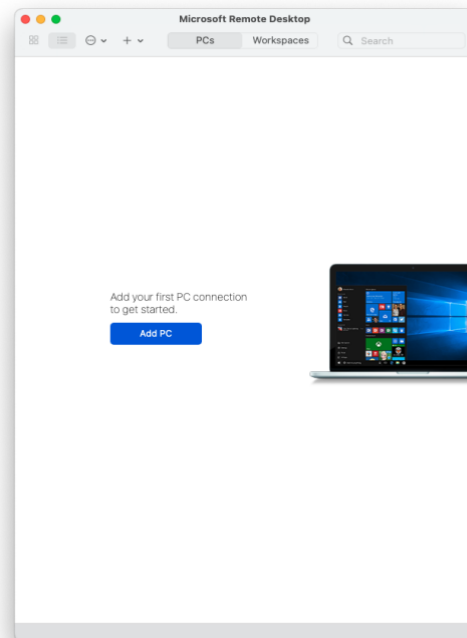 Microsoft Remote Desktop
PCs
Workspaces
Search
Add your first PC connection
to get started.
Add PC